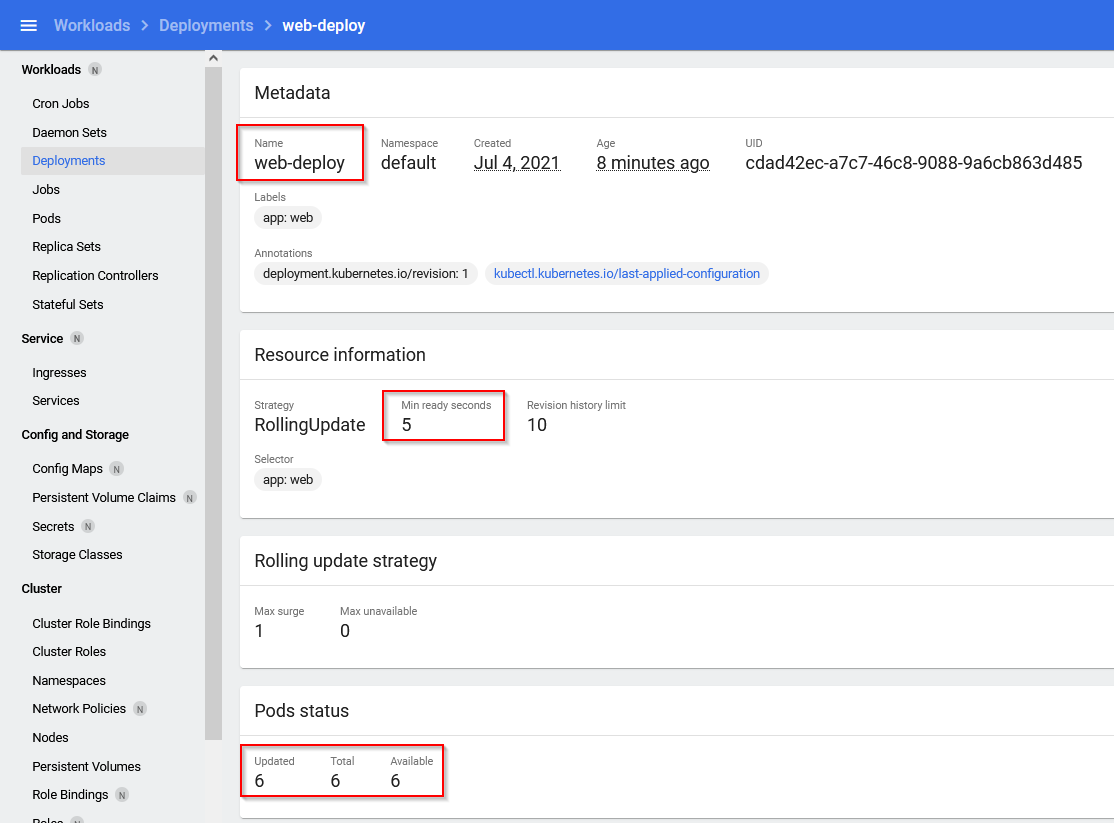 Workloads > Deployments > web-deploy
Workloads N
Cron Jobs
Daemon Sets
Deployments
Jobs
Pods
Replica Sets
Replication Controllers
Stateful Sets
Service N
Ingresses
Services
Config and Storage
Config Maps N
Persistent Volume Claims N
Secrets N
Storage Classes
Cluster
Cluster Role Bindings
Cluster Roles
Namespaces
Network Policies N
Nodes
Persistent Volumes
Role Bindings N
Roles N
Metadata
Name Namespace Created Age UID
web-deploy default Jul 4, 2021 8 minutes ago cdad42ec-a7c7-46c8-9088-9a6cb863d485
Labels
app: web
Annotations
deployment.kubernetes.io/revision: 1 kubectl.kubernetes.io/last-applied-configuration
Resource information
Strategy Min ready seconds Revision history limit
RollingUpdate 5 10
Selector
app: web
Rolling update strategy
Max surge Max unavailable
1 0
Pods status
Updated Total Available
6 6 6